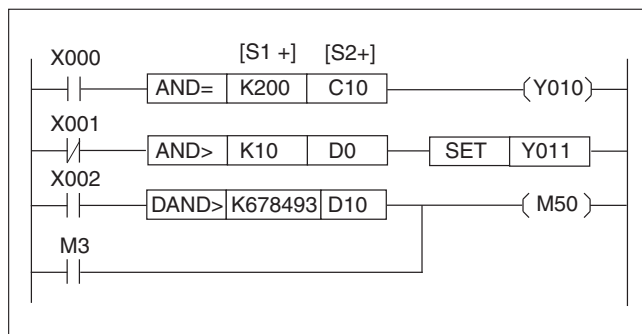 [S1 +] [S2+]
X000
AND= K200 C10 Y010
X001
AND> K10 D0 SET Y011
X002
DAND> K678493 D10 M50
M3